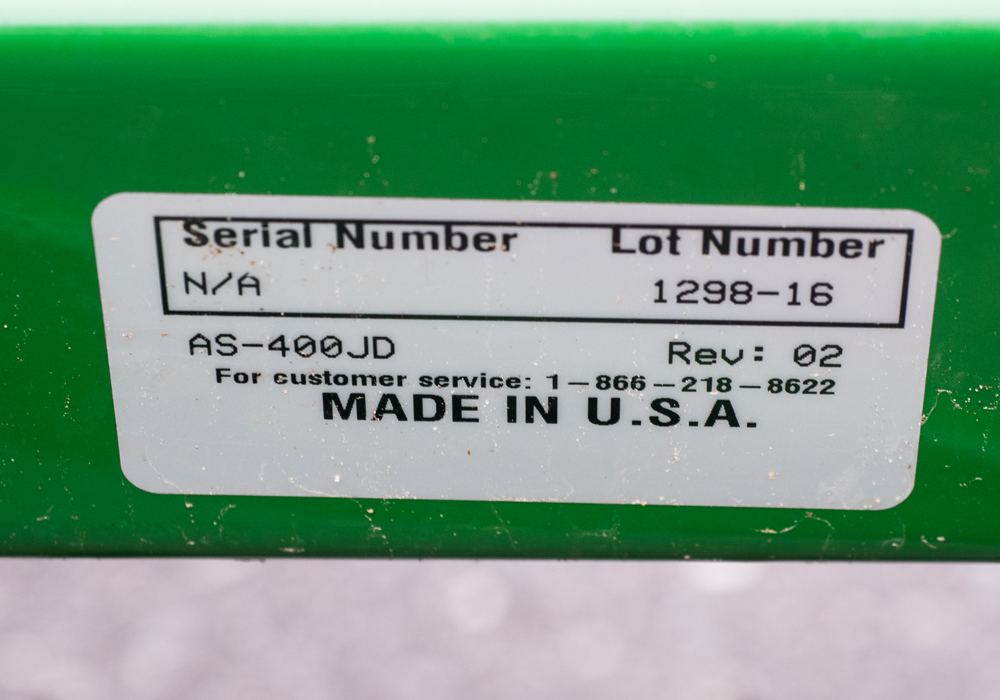 Serial Number Lot Number
N/A 1298-16
AS-400JD Rev: 02
For customer service: 1-866-218-8622
MADE IN U.S.A.